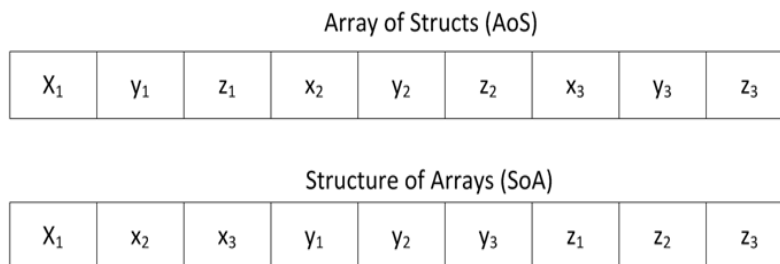 Array of Structs (AoS)
X₁ y₁ z₁ x₂ y₂ z₂ x₃ y₃ z₃
Structure of Arrays (SoA)
X₁ x₂ x₃ y₁ y₂ y₃ z₁ z₂ z₃